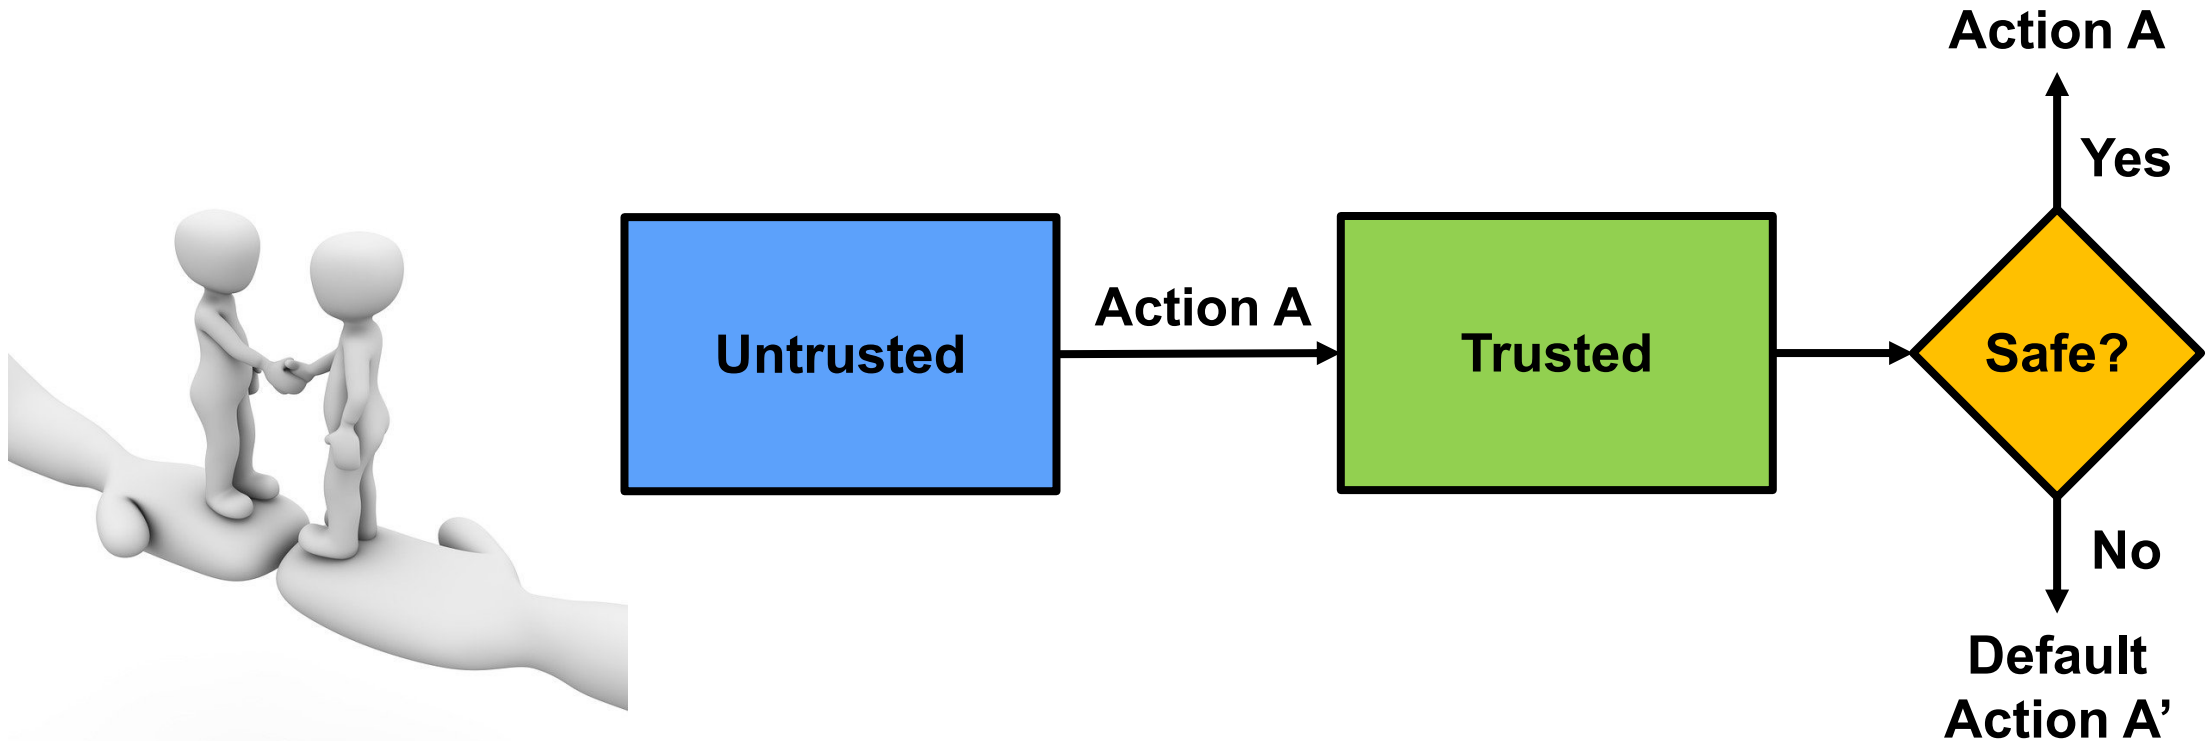 Untrusted
Action A
Trusted
Safe?
Yes
Action A
No
Default
Action A’